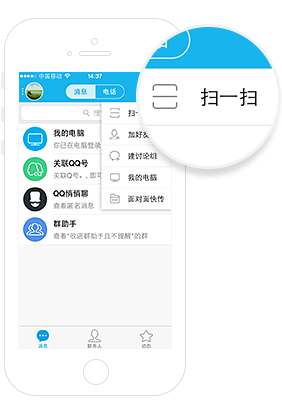 中国移动
14:37
消息
电话
扫一扫
搜
扫一
加好
建讨论组
我的电脑
面对面快传
我的电脑
你已在电脑登录
关联QQ号
关联QQ号，即可
QQ悄悄聊
查看匿名消息
群助手
查看"收进群助手且不提醒"的群
消息
联系人
动态